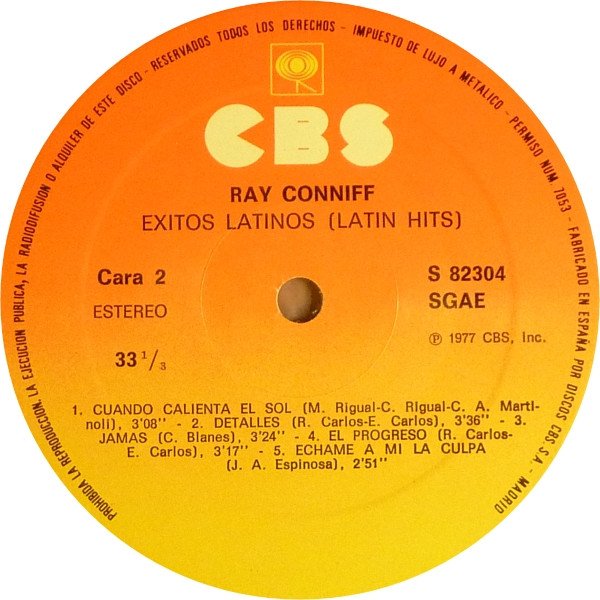 PROHIBIDA LA REPRODUCCION, LA EJECUCION PUBLICA, LA RADIODIFUSION O ALQUILER DE ESTE DISCO - RESERVADOS TODOS LOS DERECHOS - IMPUESTO DE LUJO A METALICO - PERMISO NUM. 7053 - FABRICADO EN ESPAÑA POR DISCOS CBS, S.A. - MADRID
CBS
RAY CONNIFF
EXITOS LATINOS (LATIN HITS)
Cara 2
ESTEREO
33 1/3
S 82304
SGAE
℗ 1977 CBS, Inc.
1. CUANDO CALIENTA EL SOL (M. Rigual-C. Rigual-C. A. Marti-
noli), 3'08" - 2. DETALLES (R. Carlos-E. Carlos), 3'36" - 3.
JAMAS (C. Blanes), 3'24" - 4. EL PROGRESO (R. Carlos-
E. Carlos), 3'17" - 5. ECHAME A MI LA CULPA
(J. A. Espinosa), 2'51"